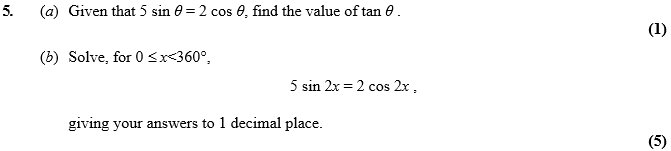 5. (a) Given that 5 sin θ = 2 cos θ, find the value of tan θ .
(1)
(b) Solve, for 0 ≤x<360°,
5 sin 2x = 2 cos 2x ,
giving your answers to 1 decimal place.
(5)